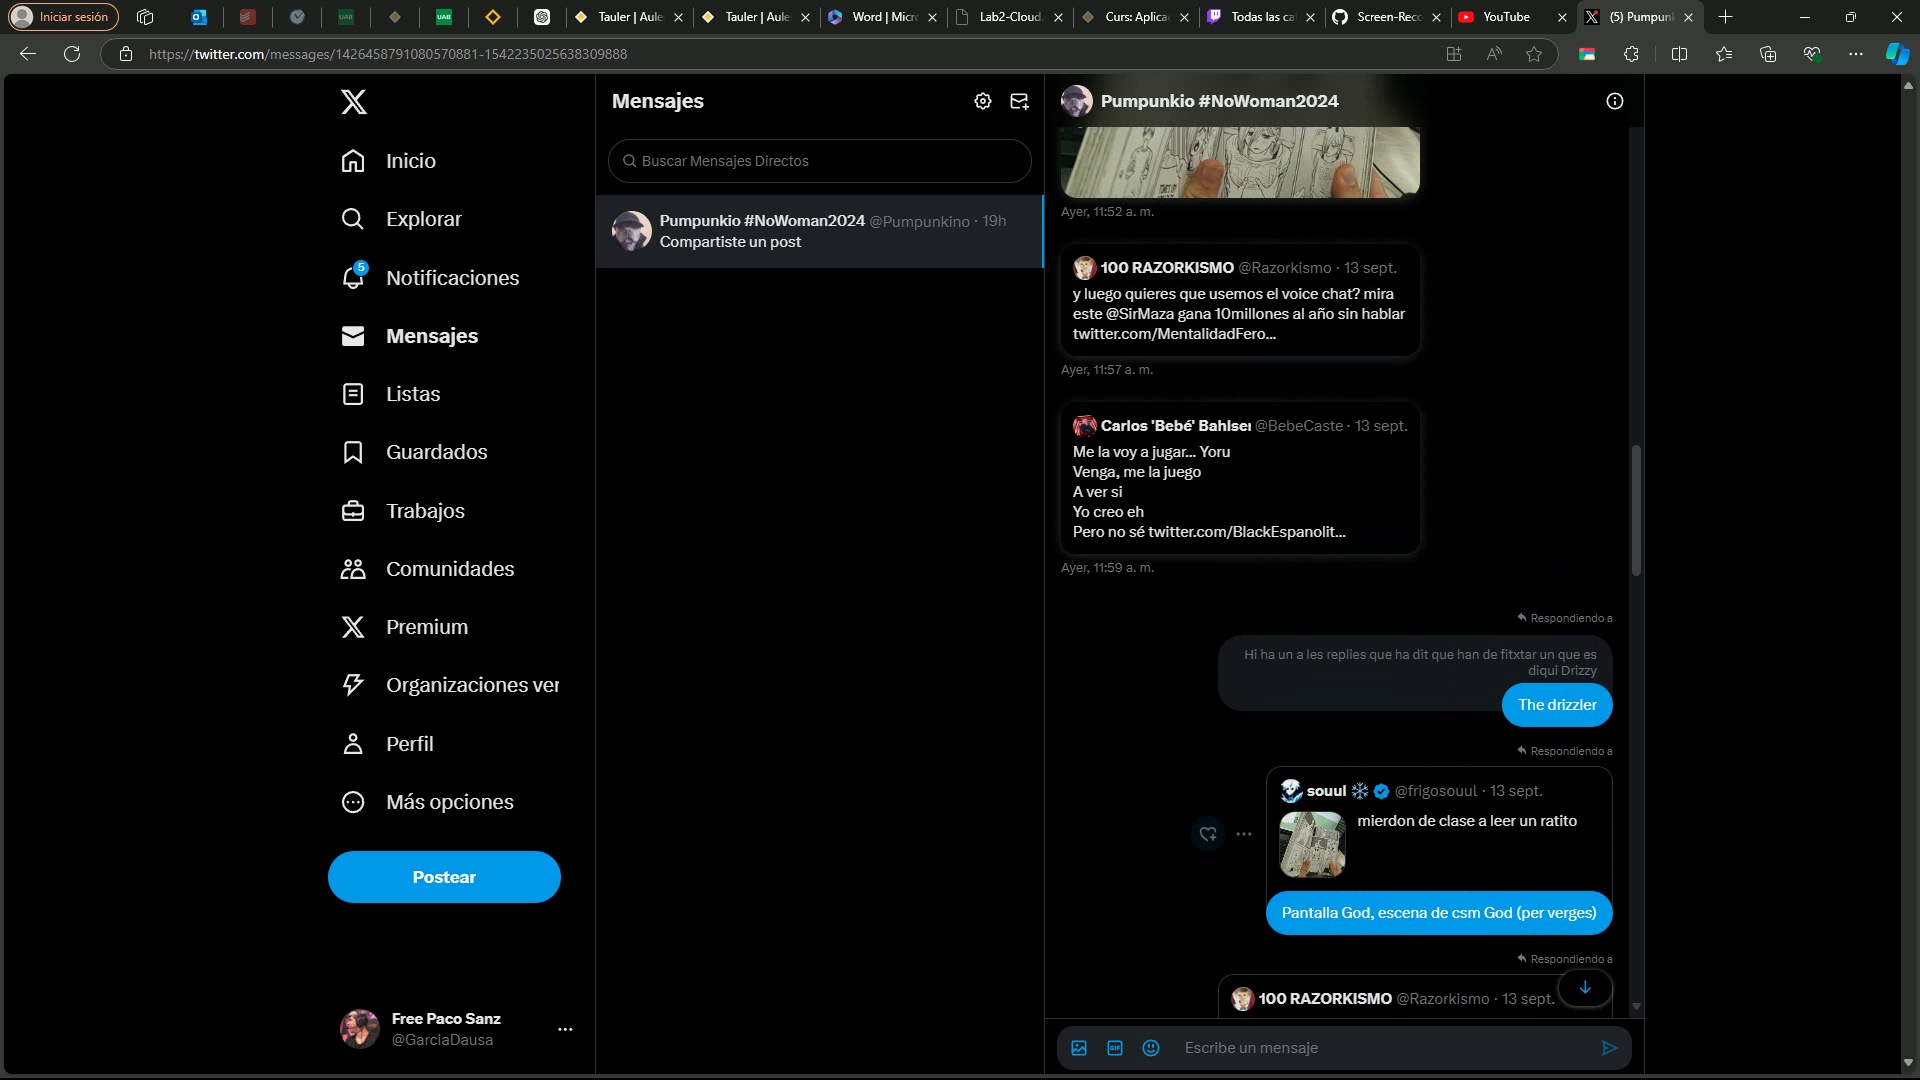 Iniciar sesión
Tauler | Aule
Tauler | Aule
Word | Micr
Lab2-Cloud
Curs: Aplica
Todas las ca
Screen-Reco
YouTube
(5) Pumpunk
https://twitter.com/messages/1426458791080570881-1542235025638309888
Inicio
Explorar
5
Notificaciones
Mensajes
Listas
Guardados
Trabajos
Comunidades
Premium
Organizaciones ver
Perfil
Más opciones
Postear
Free Paco Sanz
@GarciaDausa
Mensajes
Buscar Mensajes Directos
Pumpunkio #NoWoman2024 @Pumpunkino · 19h
Compartiste un post
Pumpunkio #NoWoman2024
Ayer, 11:52 a. m.
100 RAZORKISMO @Razorkismo · 13 sept.
y luego quieres que usemos el voice chat? mira
este @SirMaza gana 10millones al año sin hablar
twitter.com/MentalidadFero...
Ayer, 11:57 a. m.
Carlos 'Bebé' Bahlse @BebeCaste · 13 sept.
Me la voy a jugar... Yoru
Venga, me la juego
A ver si
Yo creo eh
Pero no sé twitter.com/BlackEspanolit...
Ayer, 11:59 a. m.
Respondiendo a
Hi ha un a les replies que ha dit que han de fitxtar un que es
diqui Drizzy
The drizzler
Respondiendo a
souul @frigosouul · 13 sept.
mierdon de clase a leer un ratito
Pantalla God, escena de csm God (per verges)
Respondiendo a
100 RAZORKISMO @Razorkismo · 13 sept.
GIF
Escribe un mensaje